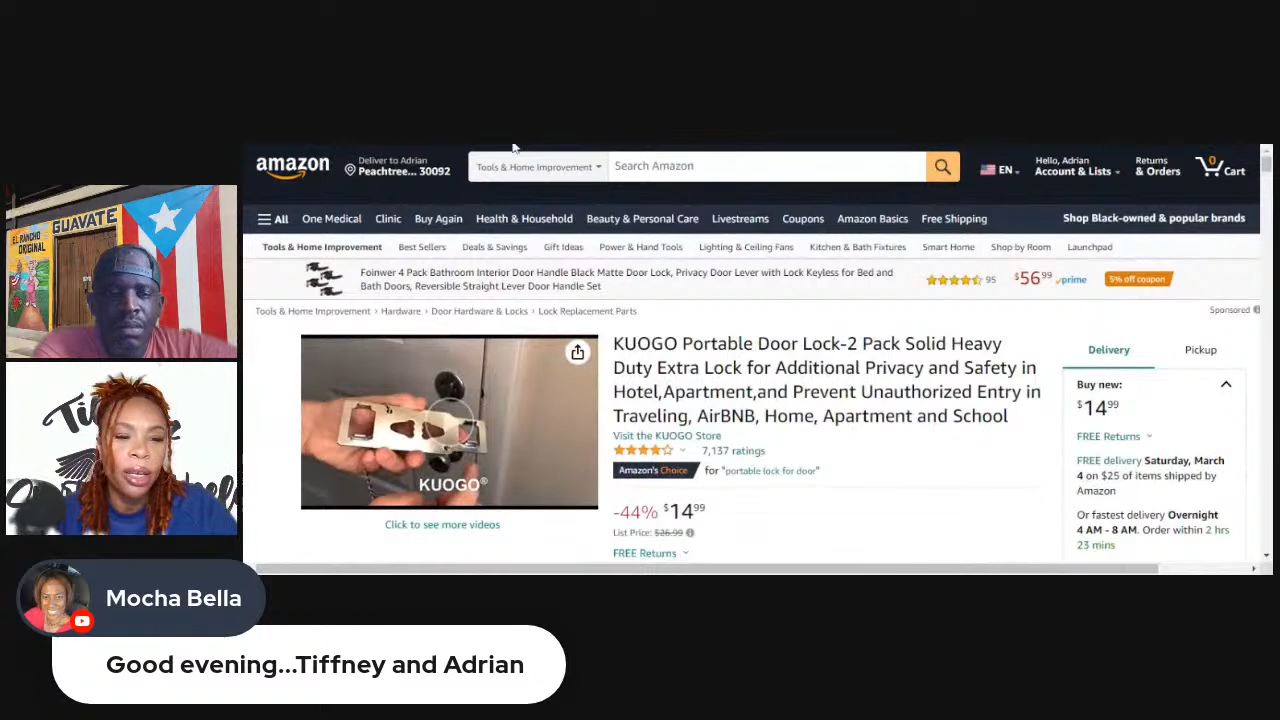 EL RANCHO
ORIGINAL
GUAVATE
amazon
Deliver to Adrian
Peachtree... 30092
Tools & Home Improvement
Search Amazon
EN
Hello, Adrian
Account & Lists
Returns
& Orders
0
Cart
All
One Medical
Clinic
Buy Again
Health & Household
Beauty & Personal Care
Livestreams
Coupons
Amazon Basics
Free Shipping
Shop Black-owned & popular brands
Tools & Home Improvement
Best Sellers
Deals & Savings
Gift Ideas
Power & Hand Tools
Lighting & Ceiling Fans
Kitchen & Bath Fixtures
Smart Home
Shop by Room
Launchpad
Foinwer 4 Pack Bathroom Interior Door Handle Black Matte Door Lock, Privacy Door Lever with Lock Keyless for Bed and
Bath Doors, Reversible Straight Lever Door Handle Set
95
$56.99
prime
5% off coupon
Sponsored
Tools & Home Improvement › Hardware › Door Hardware & Locks › Lock Replacement Parts
KUOGO®
Click to see more videos
KUOGO Portable Door Lock-2 Pack Solid Heavy
Duty Extra Lock for Additional Privacy and Safety in
Hotel,Apartment,and Prevent Unauthorized Entry in
Traveling, AirBNB, Home, Apartment and School
Visit the KUOGO Store
7,137 ratings
Amazon's Choice for "portable lock for door"
-44% $14.99
List Price: $26.99
FREE Returns
Delivery
Pickup
Buy new:
$14.99
FREE Returns
FREE delivery Saturday, March
4 on $25 of items shipped by
Amazon
Or fastest delivery Overnight
4 AM - 8 AM. Order within 2 hrs
23 mins
Mocha Bella
Good evening...Tiffney and Adrian